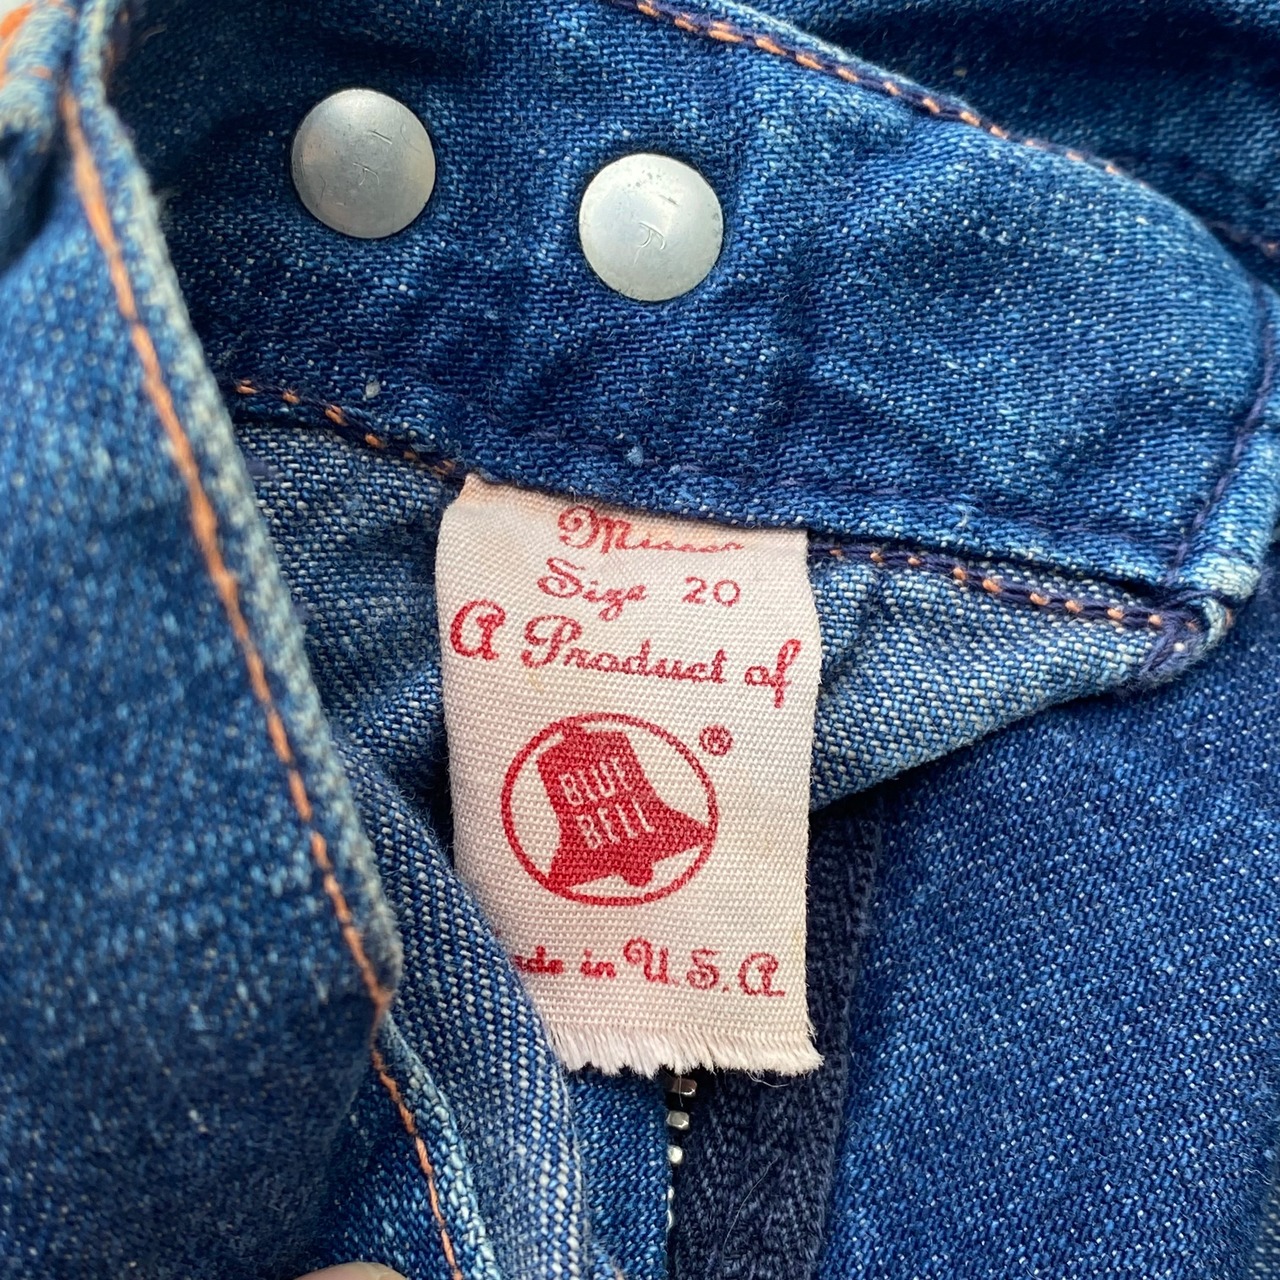 Misses
Size 20
A Product of
®
BLUE
BELL
ade in U.S.A.